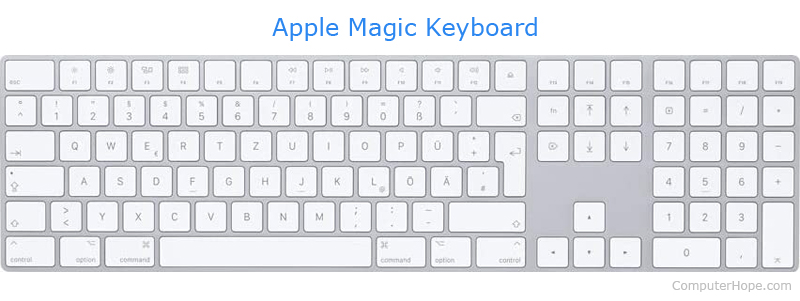 Apple Magic Keyboard
esc F1 F2 F3 F4 F5 F6 F7 F8 F9 F10 F11 F12 F13 F14 F15 F16 F17 F18 F19
° ^ ! 1 " 2 § 3 $ 4 % 5 & 6 / 7 ( 8 ) 9 = 0 ? ß ` ´ fn = / *
Q W E € R T Z U I O P Ü * + 7 8 9 -
A S D F G H J K L @ Ö Ä ' # 4 5 6 +
> < Y X C V B N M ; , : . _ - 1 2 3
control option command command option control 0 ,
ComputerHope.com